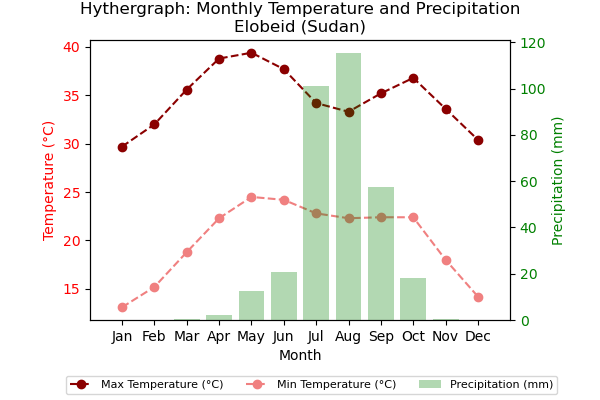 Hythergraph: Monthly Temperature and Precipitation
Elobeid (Sudan)
Temperature (°C)
40
35
30
25
20
15
120
100
80
60
40
20
0
Precipitation (mm)
Jan Feb Mar Apr May Jun Jul Aug Sep Oct Nov Dec
Month
Max Temperature (°C) Min Temperature (°C) Precipitation (mm)